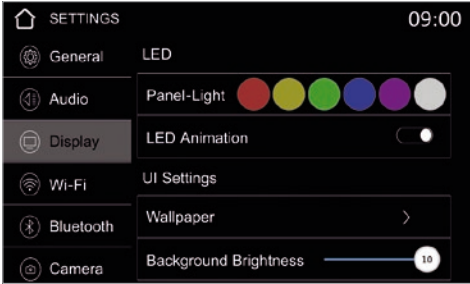 SETTINGS
09:00
General
Audio
Display
Wi-Fi
Bluetooth
Camera
LED
Panel-Light
LED Animation
UI Settings
Wallpaper
Background Brightness
10